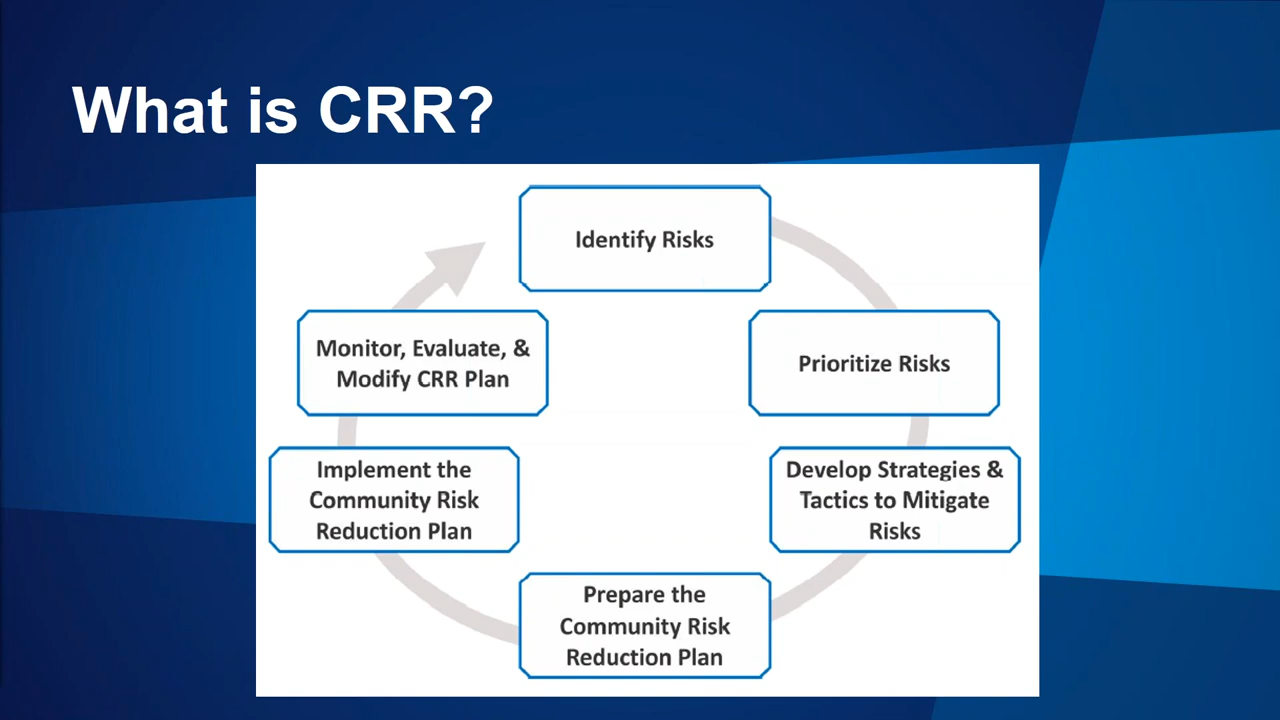 What is CRR?
Identify Risks
Prioritize Risks
Develop Strategies &
Tactics to Mitigate
Risks
Prepare the
Community Risk
Reduction Plan
Implement the
Community Risk
Reduction Plan
Monitor, Evaluate, &
Modify CRR Plan